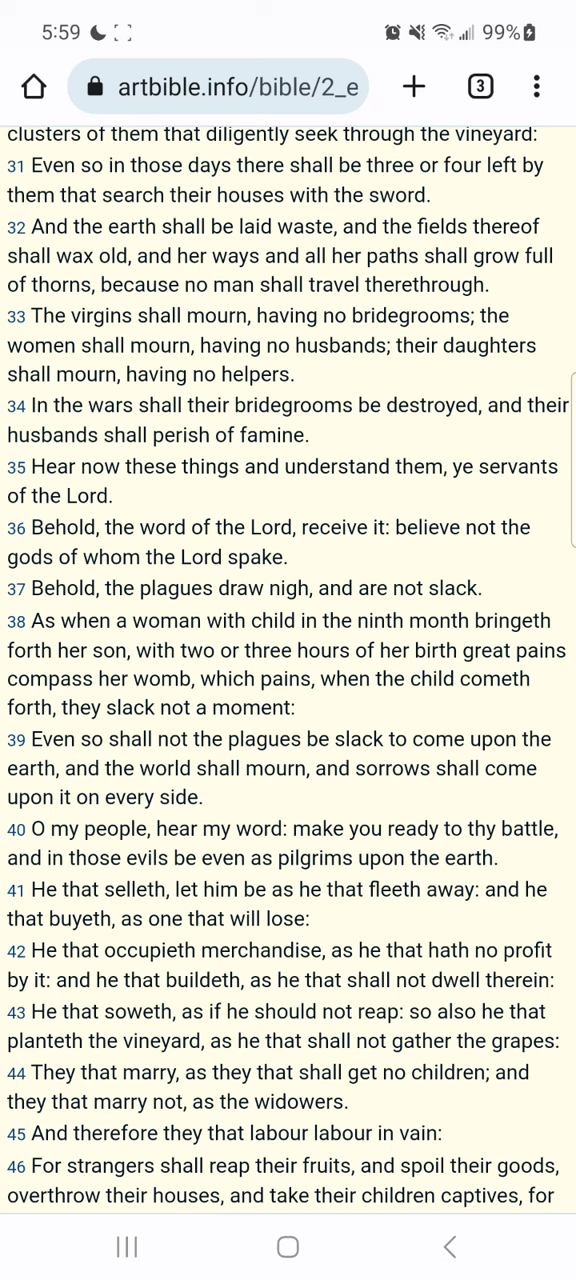 5:59
99%
artbible.info/bible/2_e
3
clusters of them that diligently seek through the vineyard:
31 Even so in those days there shall be three or four left by
them that search their houses with the sword.
32 And the earth shall be laid waste, and the fields thereof
shall wax old, and her ways and all her paths shall grow full
of thorns, because no man shall travel therethrough.
33 The virgins shall mourn, having no bridegrooms; the
women shall mourn, having no husbands; their daughters
shall mourn, having no helpers.
34 In the wars shall their bridegrooms be destroyed, and their
husbands shall perish of famine.
35 Hear now these things and understand them, ye servants
of the Lord.
36 Behold, the word of the Lord, receive it: believe not the
gods of whom the Lord spake.
37 Behold, the plagues draw nigh, and are not slack.
38 As when a woman with child in the ninth month bringeth
forth her son, with two or three hours of her birth great pains
compass her womb, which pains, when the child cometh
forth, they slack not a moment:
39 Even so shall not the plagues be slack to come upon the
earth, and the world shall mourn, and sorrows shall come
upon it on every side.
40 O my people, hear my word: make you ready to thy battle,
and in those evils be even as pilgrims upon the earth.
41 He that selleth, let him be as he that fleeth away: and he
that buyeth, as one that will lose:
42 He that occupieth merchandise, as he that hath no profit
by it: and he that buildeth, as he that shall not dwell therein:
43 He that soweth, as if he should not reap: so also he that
planteth the vineyard, as he that shall not gather the grapes:
44 They that marry, as they that shall get no children; and
they that marry not, as the widowers.
45 And therefore they that labour labour in vain:
46 For strangers shall reap their fruits, and spoil their goods,
overthrow their houses, and take their children captives, for